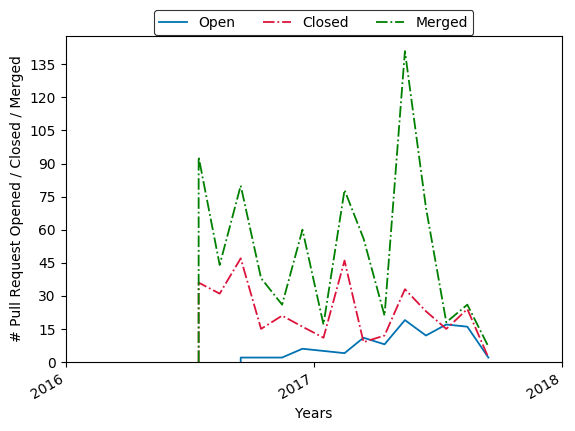 Open Closed Merged
# Pull Request Opened / Closed / Merged
135
120
105
90
75
60
45
30
15
0
2016 2017 2018
Years